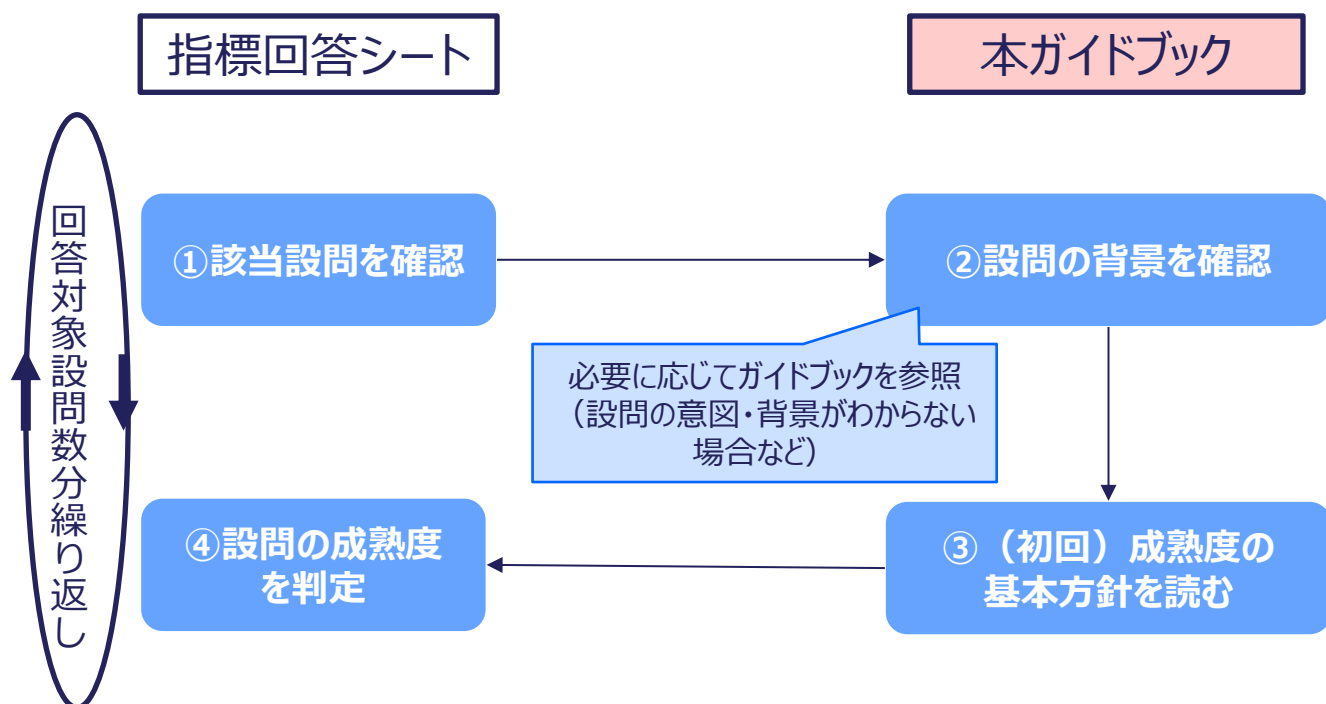 指標回答シート
本ガイドブック
回答対象設問数分繰り返し
①該当設問を確認
②設問の背景を確認
必要に応じてガイドブックを参照
（設問の意図・背景がわからない
場合など）
④設問の成熟度
を判定
③（初回）成熟度の
基本方針を読む